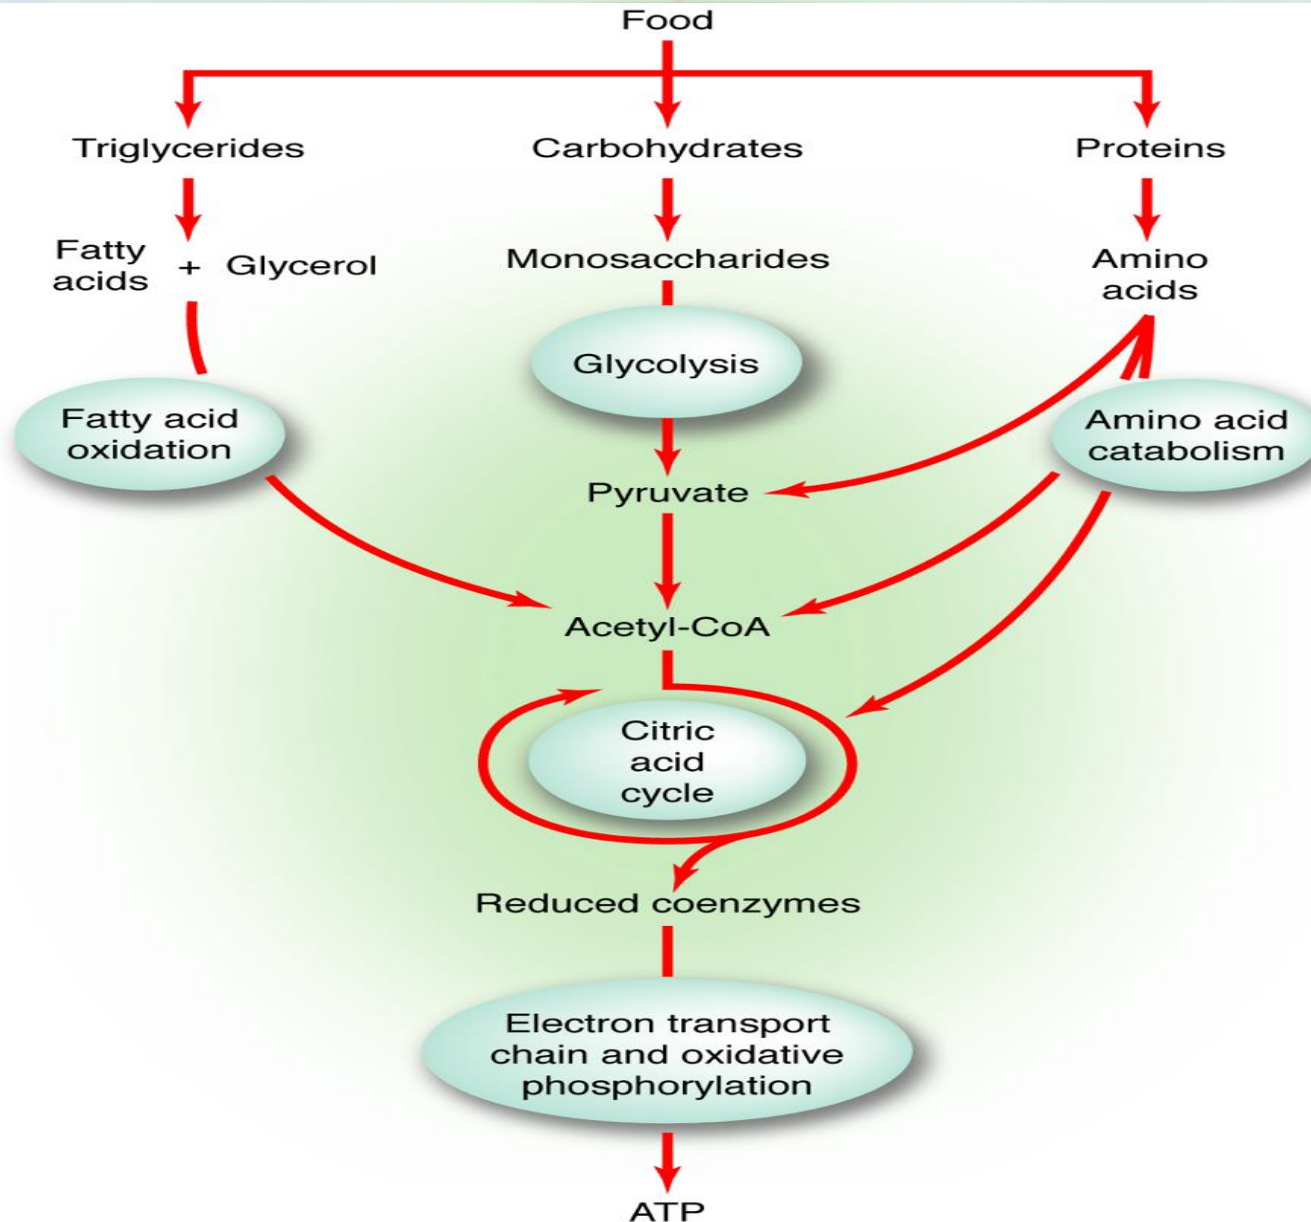 Food
Triglycerides
Carbohydrates
Proteins
Fatty
acids
+
Glycerol
Monosaccharides
Amino
acids
Glycolysis
Fatty acid
oxidation
Amino acid
catabolism
Pyruvate
Acetyl-CoA
Citric
acid
cycle
Reduced coenzymes
Electron transport
chain and oxidative
phosphorylation
ATP